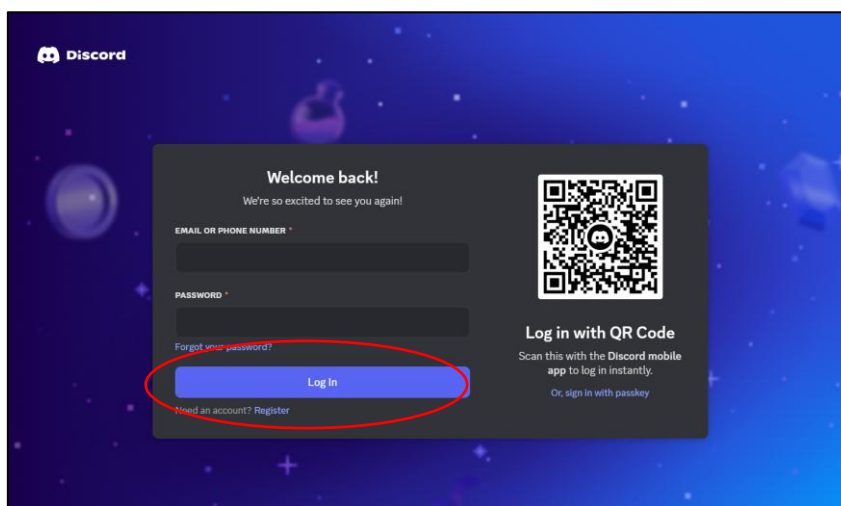 Discord
Welcome back!
We're so excited to see you again!
EMAIL OR PHONE NUMBER *
PASSWORD *
Forgot your password?
Log In
Need an account? Register
Log in with QR Code
Scan this with the Discord mobile
app to log in instantly.
Or, sign in with passkey